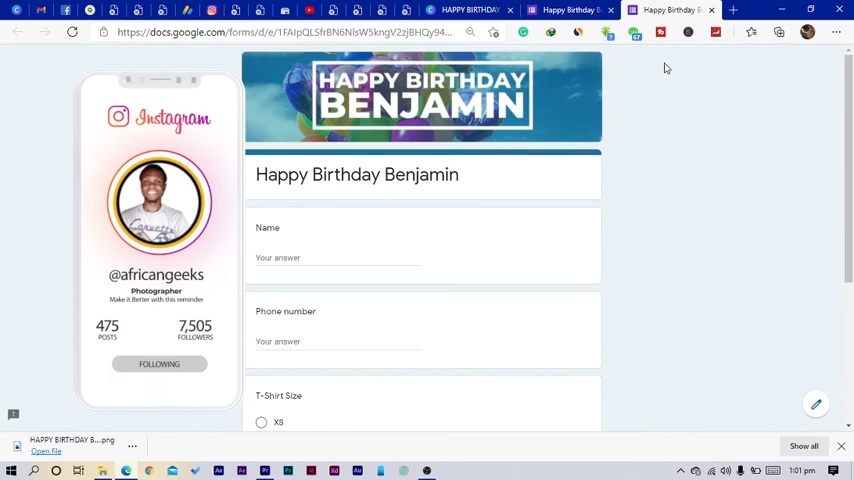 HAPPY BIRTHDAY
Happy Birthday B
Happy Birthday B
https://docs.google.com/forms/d/e/1FAIpQLSfrBN6NlsW5kngV2zjBHQy94...
67
HAPPY BIRTHDAY
BENJAMIN
Instagram
Happy Birthday Benjamin
Name
Your answer
@africangeeks
Photographer
Make it Better with this reminder
475
7,505
POSTS
FOLLOWERS
FOLLOWING
Phone number
Your answer
T-Shirt Size
XS
HAPPY BIRTHDAY B....png
Open file
Show all
1:01 pm